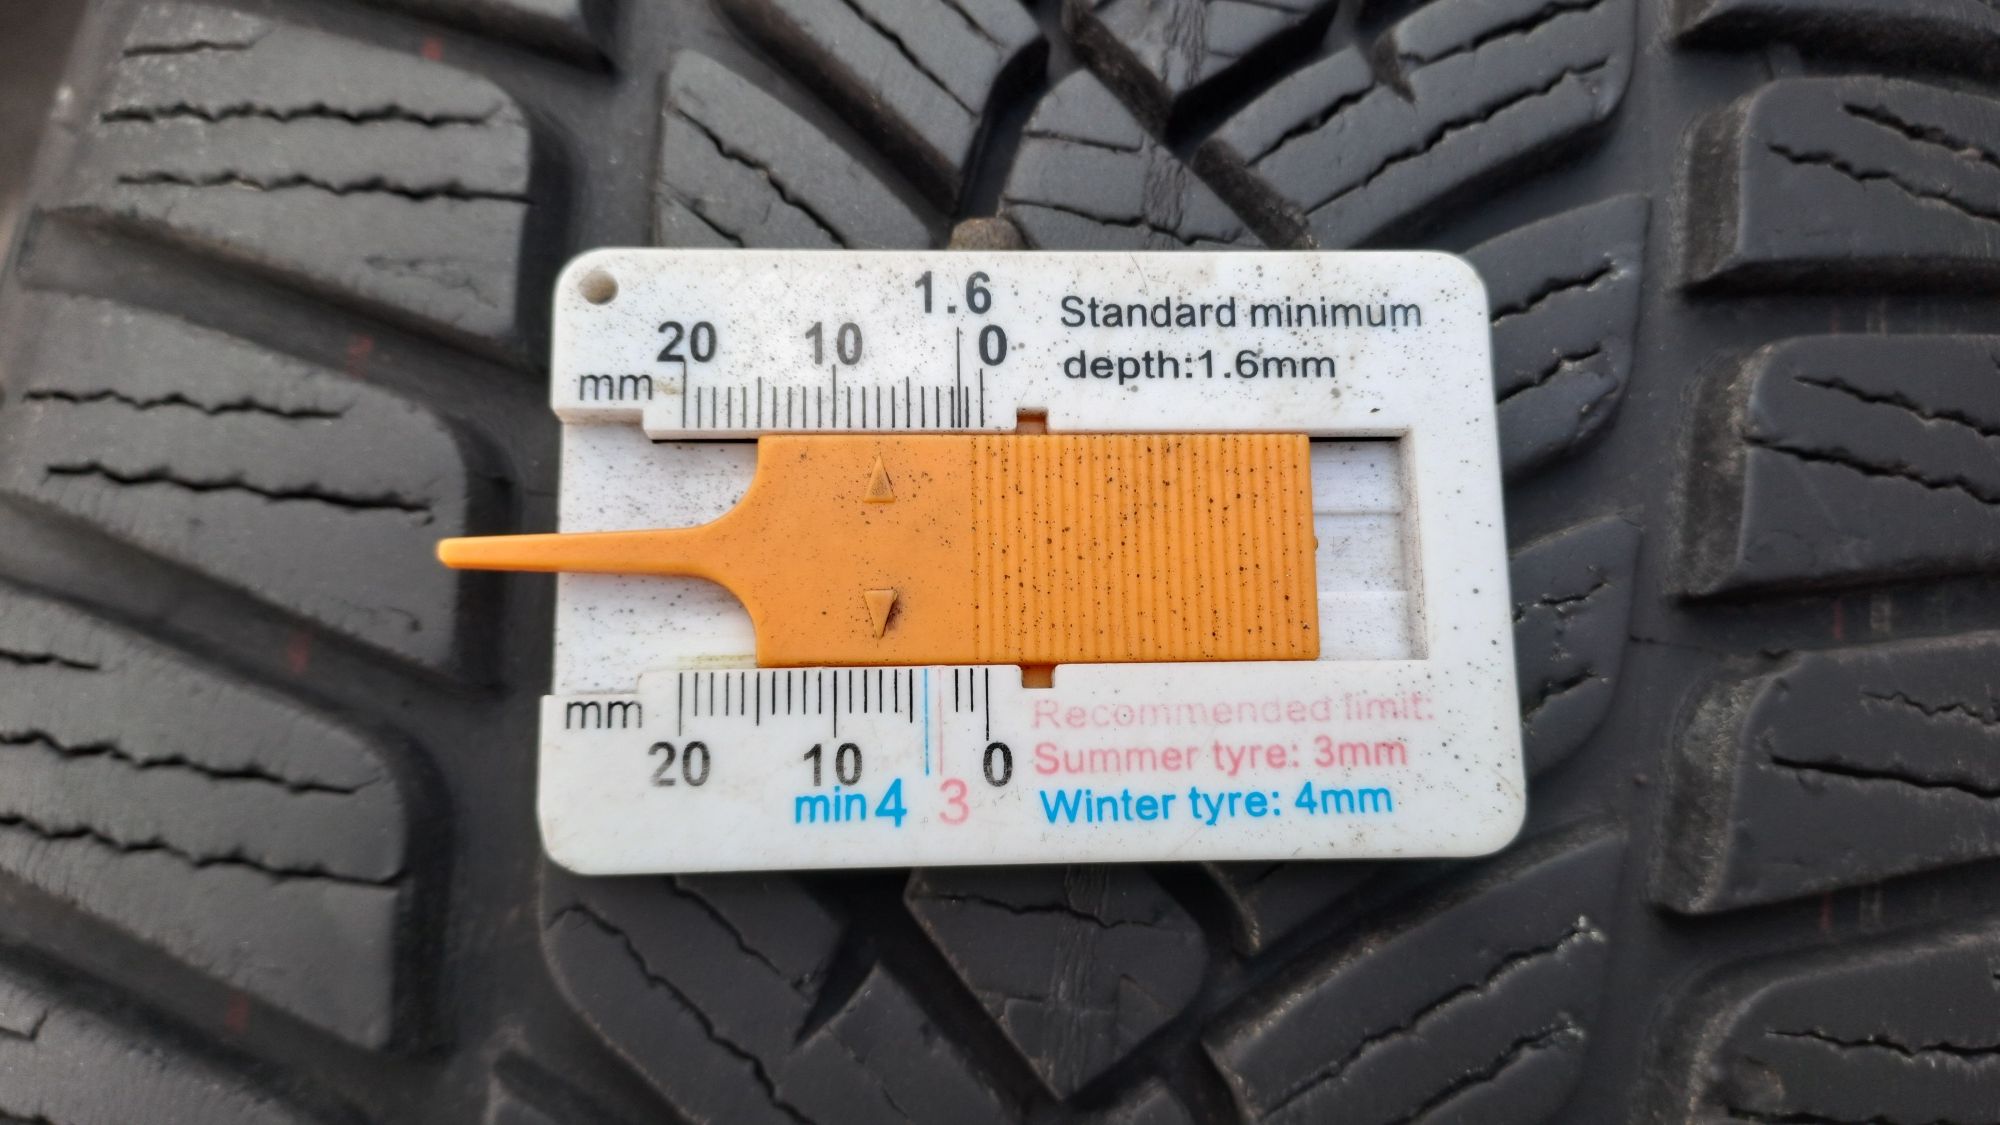 1.6
20 10 0
mm
Standard minimum
depth:1.6mm
mm
20 10 0
min 4 3
Recommended limit:
Summer tyre: 3mm
Winter tyre: 4mm